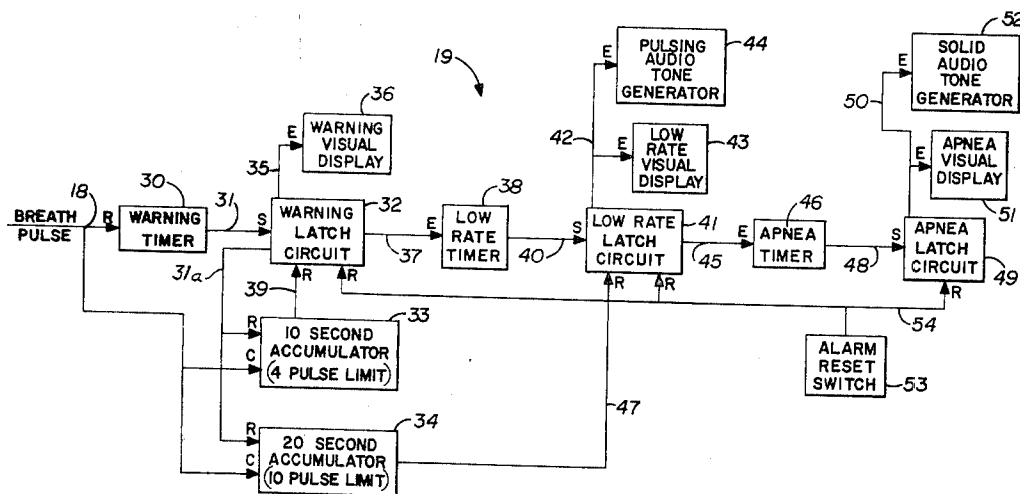 52
SOLID
AUDIO
TONE
GENERATOR
E
50
44
PULSING
AUDIO
TONE
GENERATOR
E
19
36
WARNING
VISUAL
DISPLAY
E
35
42
43
LOW
RATE
VISUAL
DISPLAY
E
APNEA
VISUAL
DISPLAY
E
51
18
BREATH
PULSE
30
R
WARNING
TIMER
31
S
32
WARNING
LATCH
CIRCUIT
R
R
37
38
E
LOW
RATE
TIMER
40
S
41
LOW RATE
LATCH
CIRCUIT
R
R
45
46
E
APNEA
TIMER
48
S
APNEA
LATCH
CIRCUIT
49
R
31a
39
33
R
C
10 SECOND
ACCUMULATOR
(4 PULSE LIMIT)
54
ALARM
RESET
SWITCH
53
47
34
R
C
20 SECOND
ACCUMULATOR
(10 PULSE LIMIT)